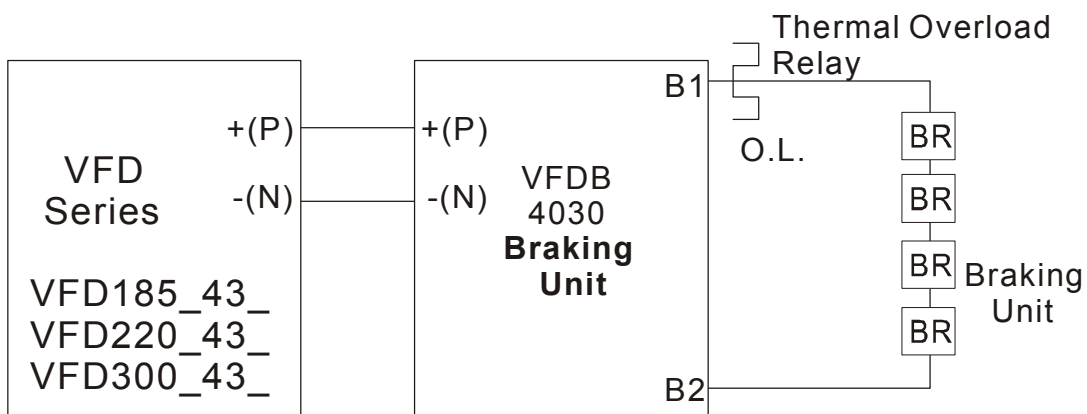 VFD
Series
+(P)
-(N)
VFD185_43_
VFD220_43_
VFD300_43_
+(P)
-(N)
VFDB
4030
Braking
Unit
B1
B2
Thermal Overload
Relay
O.L.
BR
BR
BR
BR
Braking
Unit